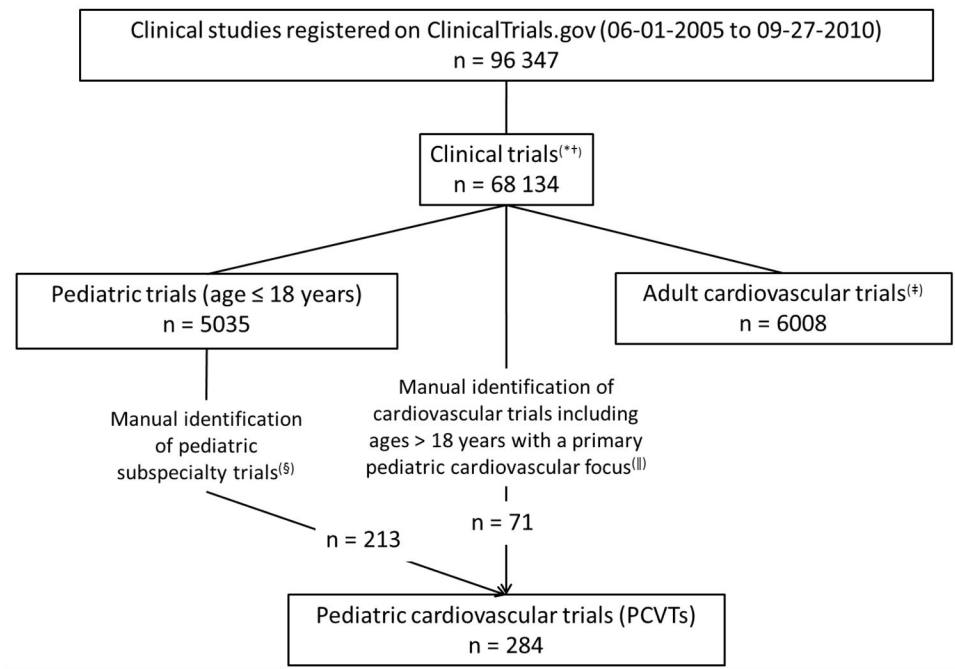 Clinical studies registered on ClinicalTrials.gov (06-01-2005 to 09-27-2010)
n = 96 347
Clinical trials(*†)
n = 68 134
Pediatric trials (age ≤ 18 years)
n = 5035
Adult cardiovascular trials(‡)
n = 6008
Manual identification
of pediatric
subspecialty trials(§)
Manual identification of
cardiovascular trials including
ages > 18 years with a primary
pediatric cardiovascular focus(||)
n = 213
n = 71
Pediatric cardiovascular trials (PCVTs)
n = 284